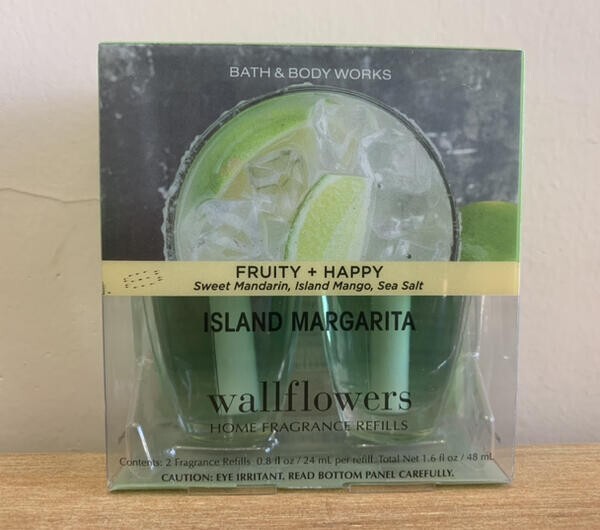 BATH & BODY WORKS
FRUITY + HAPPY
Sweet Mandarin, Island Mango, Sea Salt
ISLAND MARGARITA
wallflowers
HOME FRAGRANCE REFILLS
Contents: 2 Fragrance Refills 0.8 fl oz / 24 mL per refill. Total Net 1.6 fl oz / 48 mL
CAUTION: EYE IRRITANT, READ BOTTOM PANEL CAREFULLY.